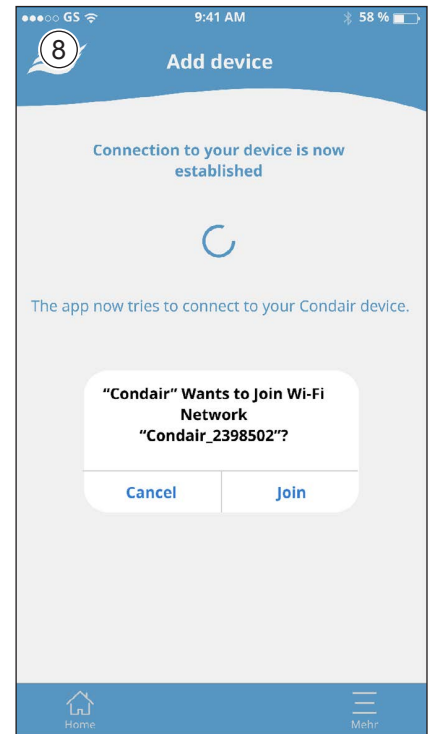 GS 9:41 AM 58 %
8
Add device
Connection to your device is now
established
The app now tries to connect to your Condair device.
“Condair” Wants to Join Wi-Fi
Network
“Condair_2398502”?
Cancel Join
Home Mehr